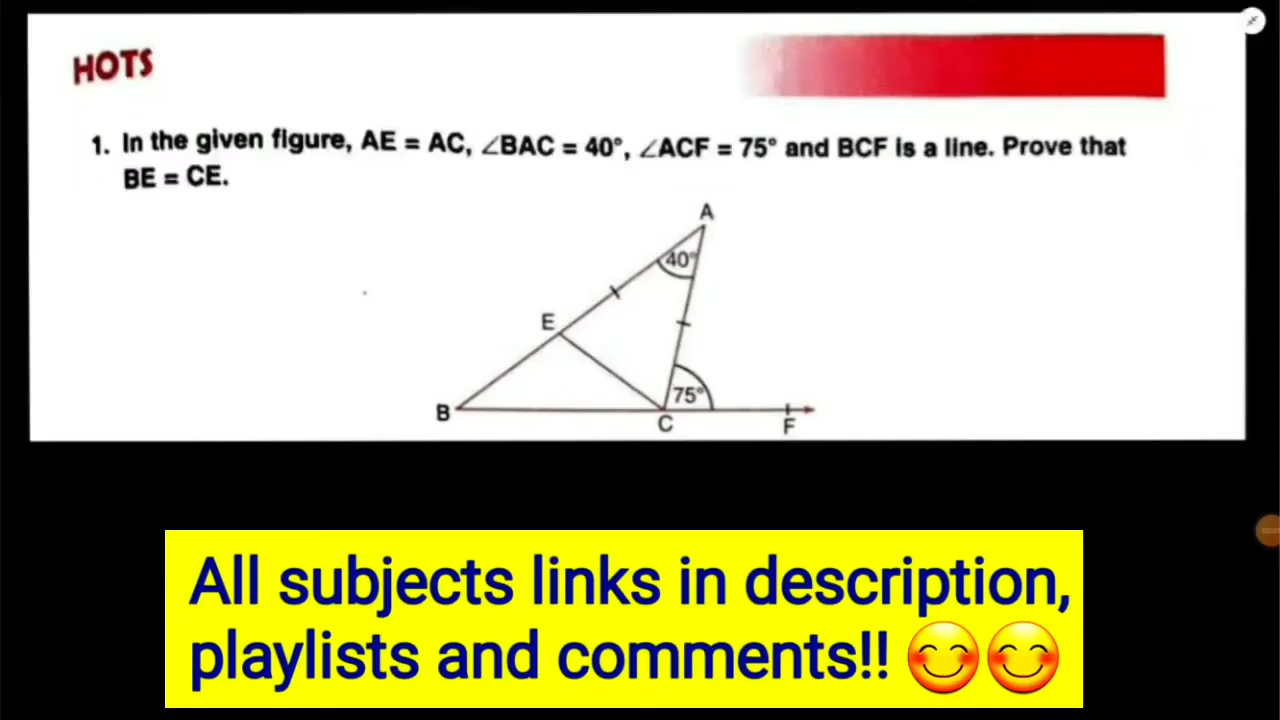 HOTS
1. In the given figure, AE = AC, ∠BAC = 40°, ∠ACF = 75° and BCF is a line. Prove that
BE = CE.
A
40°
E
75°
B
C
F
All subjects links in description,
playlists and comments!! 😊😊